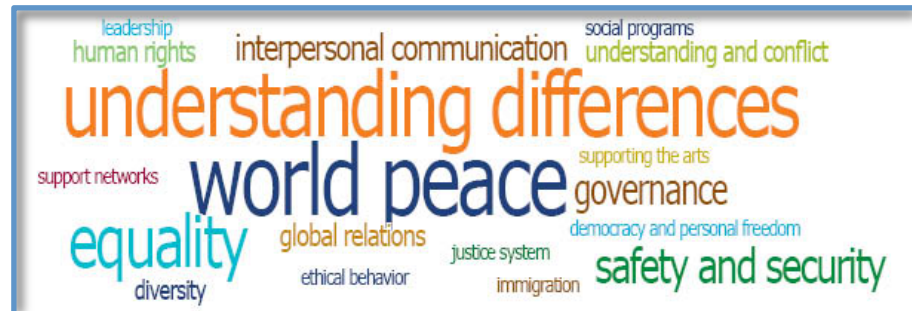 leadership
social programs
human rights
interpersonal communication
understanding and conflict
understanding differences
supporting the arts
support networks
world peace
governance
equality
global relations
democracy and personal freedom
justice system
safety and security
ethical behavior
immigration
diversity